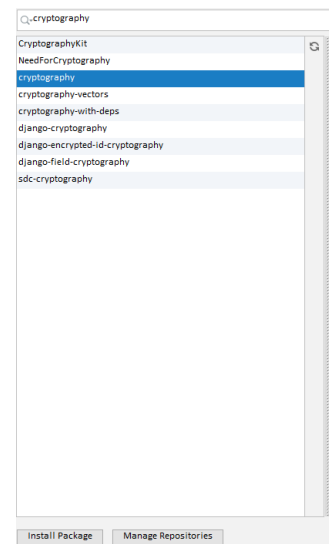 cryptography
CryptographyKit
NeedForCryptography
cryptography
cryptography-vectors
cryptography-with-deps
django-cryptography
django-encrypted-id-cryptography
django-field-cryptography
sdc-cryptography
Install Package
Manage Repositories